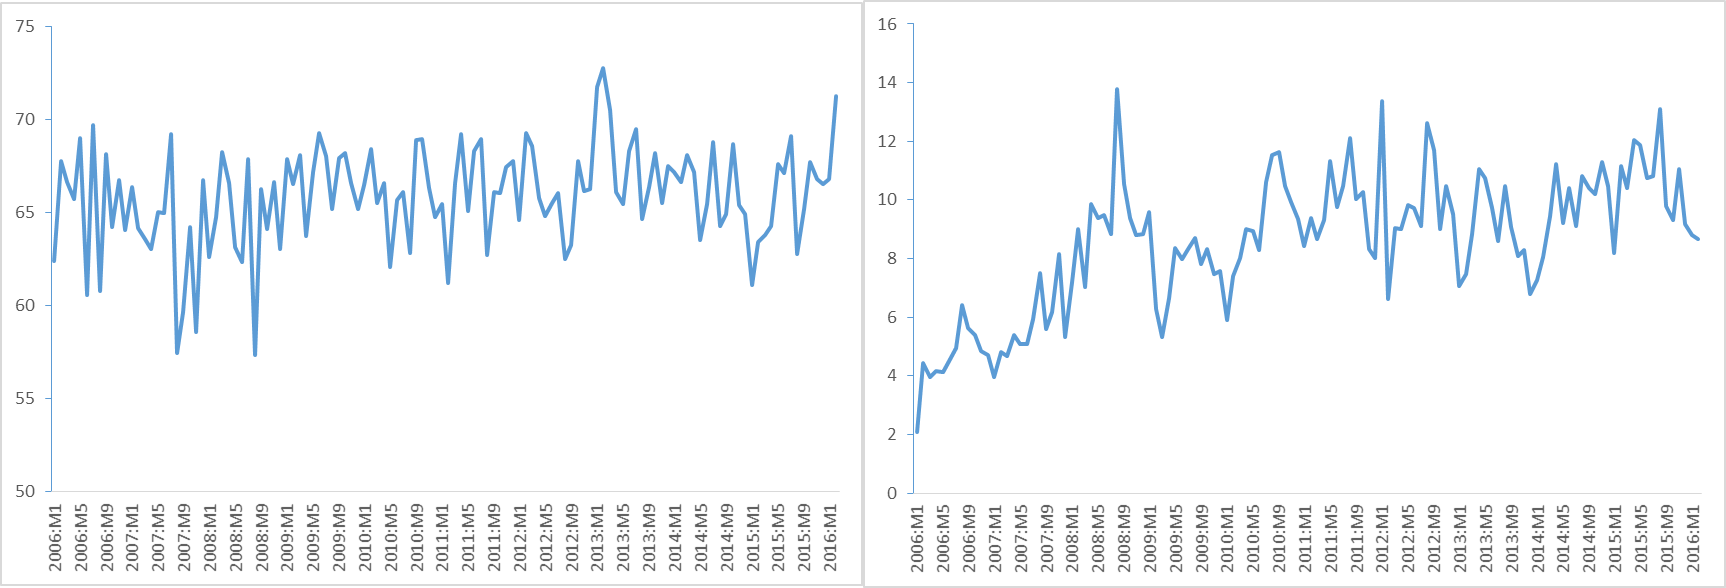 75
70
65
60
55
50
2006:M1
2006:M5
2006:M9
2007:M1
2007:M5
2007:M9
2008:M1
2008:M5
2008:M9
2009:M1
2009:M5
2009:M9
2010:M1
2010:M5
2010:M9
2011:M1
2011:M5
2011:M9
2012:M1
2012:M5
2012:M9
2013:M1
2013:M5
2013:M9
2014:M1
2014:M5
2014:M9
2015:M1
2015:M5
2015:M9
2016:M1
16
14
12
10
8
6
4
2
0
2006:M1
2006:M5
2006:M9
2007:M1
2007:M5
2007:M9
2008:M1
2008:M5
2008:M9
2009:M1
2009:M5
2009:M9
2010:M1
2010:M5
2010:M9
2011:M1
2011:M5
2011:M9
2012:M1
2012:M5
2012:M9
2013:M1
2013:M5
2013:M9
2014:M1
2014:M5
2014:M9
2015:M1
2015:M5
2015:M9
2016:M1